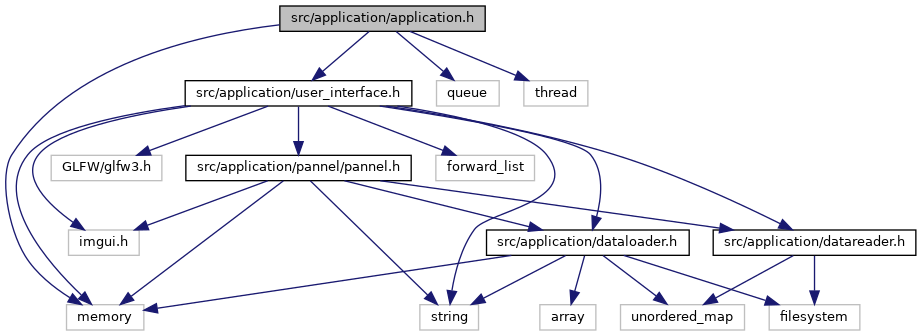 src/application/application.h
src/application/user_interface.h
queue
thread
GLFW/glfw3.h
src/application/pannel/pannel.h
forward_list
imgui.h
src/application/dataloader.h
src/application/datareader.h
memory
string
array
unordered_map
filesystem